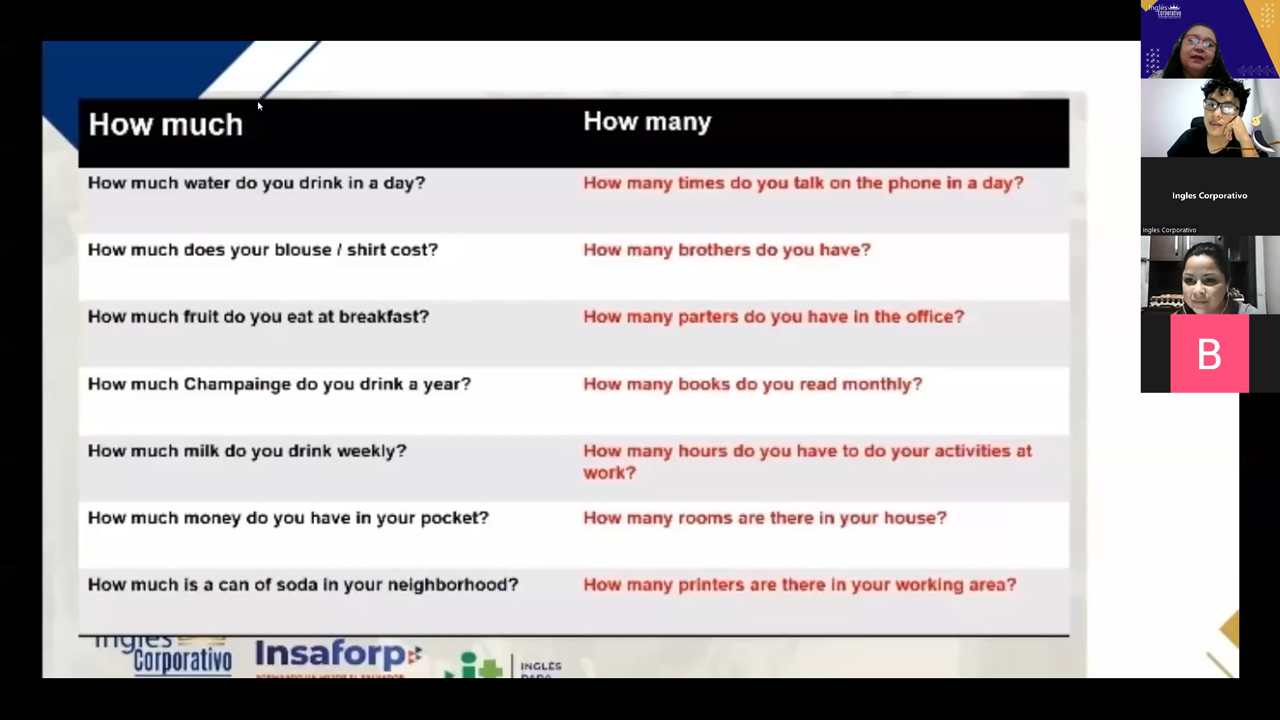 How much
How many
How much water do you drink in a day?
How many times do you talk on the phone in a day?
How much does your blouse / shirt cost?
How many brothers do you have?
How much fruit do you eat at breakfast?
How many parters do you have in the office?
How much Champainge do you drink a year?
How many books do you read monthly?
How much milk do you drink weekly?
How many hours do you have to do your activities at
work?
How much money do you have in your pocket?
How many rooms are there in your house?
How much is a can of soda in your neighborhood?
How many printers are there in your working area?
Inglés
Corporativo
Insaforp
INGLÉS
Inglés
Corporativo
Ingles Corporativo
Ingles Corporativo
B